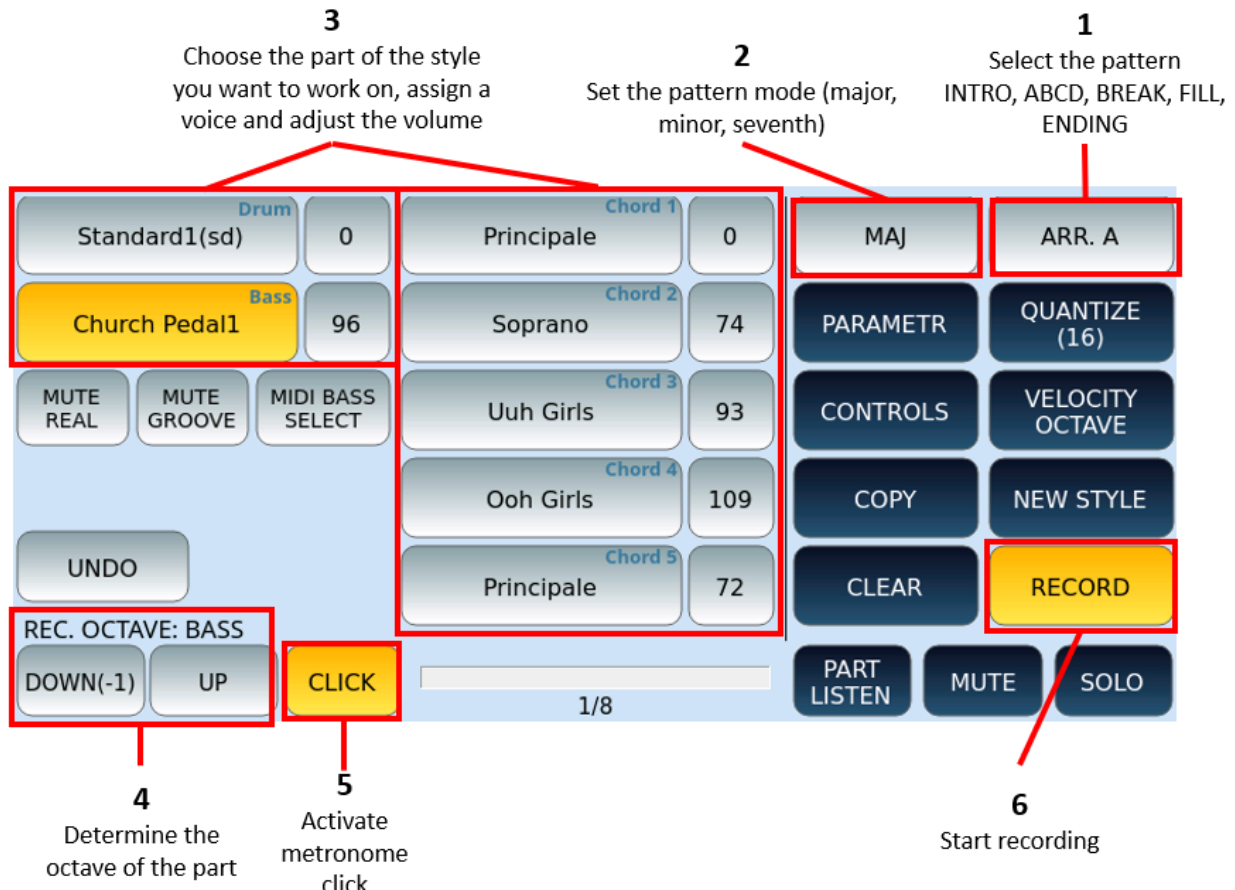 3
Choose the part of the style
you want to work on, assign a
voice and adjust the volume
2
Set the pattern mode (major,
minor, seventh)
1
Select the pattern
INTRO, ABCD, BREAK, FILL,
ENDING
Drum
Standard1(sd)
0
Bass
Church Pedal1
96
MUTE
REAL
MUTE
GROOVE
MIDI BASS
SELECT
UNDO
REC. OCTAVE: BASS
DOWN(-1)
UP
CLICK
Chord 1
Principale
0
Chord 2
Soprano
74
Chord 3
Uuh Girls
93
Chord 4
Ooh Girls
109
Chord 5
Principale
72
1/8
MAJ
ARR. A
PARAMETR
QUANTIZE
(16)
CONTROLS
VELOCITY
OCTAVE
COPY
NEW STYLE
CLEAR
RECORD
PART
LISTEN
MUTE
SOLO
4
Determine the
octave of the part
5
Activate
metronome
click
6
Start recording